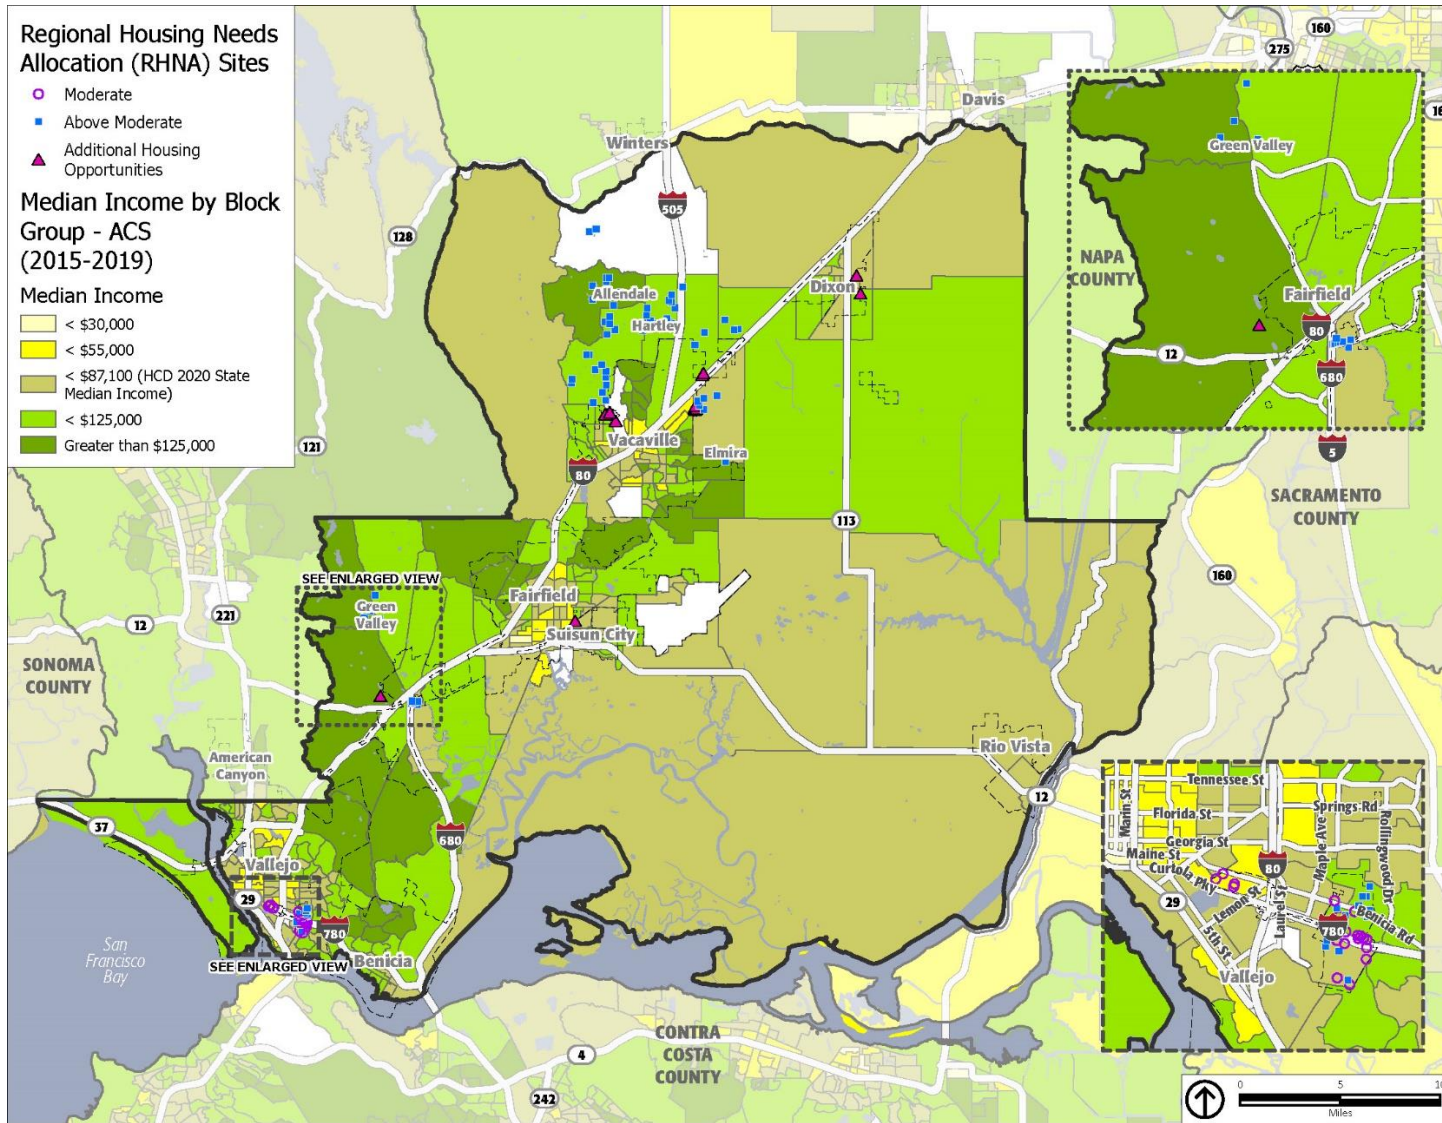 Regional Housing Needs
Allocation (RHNA) Sites
Moderate
Above Moderate
Additional Housing
Opportunities
Median Income by Block
Group - ACS
(2015-2019)
Median Income
< $30,000
< $55,000
< $87,100 (HCD 2020 State
Median Income)
< $125,000
Greater than $125,000
160
275
Davis
Winters
505
128
Green Valley
NAPA
COUNTY
Fairfield
80
12
680
Allendale
Dixon
Hartley
121
Vacaville
Elmira
80
5
SACRAMENTO
COUNTY
113
SEE ENLARGED VIEW
Green
Valley
Fairfield
Suisun City
160
221
12
SONOMA
COUNTY
American
Canyon
Rio Vista
12
37
680
Vallejo
29
780
Benicia
SEE ENLARGED VIEW
San
Francisco
Bay
Tennessee St
Marin St
Florida St
Springs Rd
Georgia St
Maple Ave
Rollingwood Dr
Maine St
80
Curtola Pky
Lemon St
Laurel St
29
5th St
Benicia Rd
780
Vallejo
CONTRA
COSTA
COUNTY
4
242
0 5 10
Miles